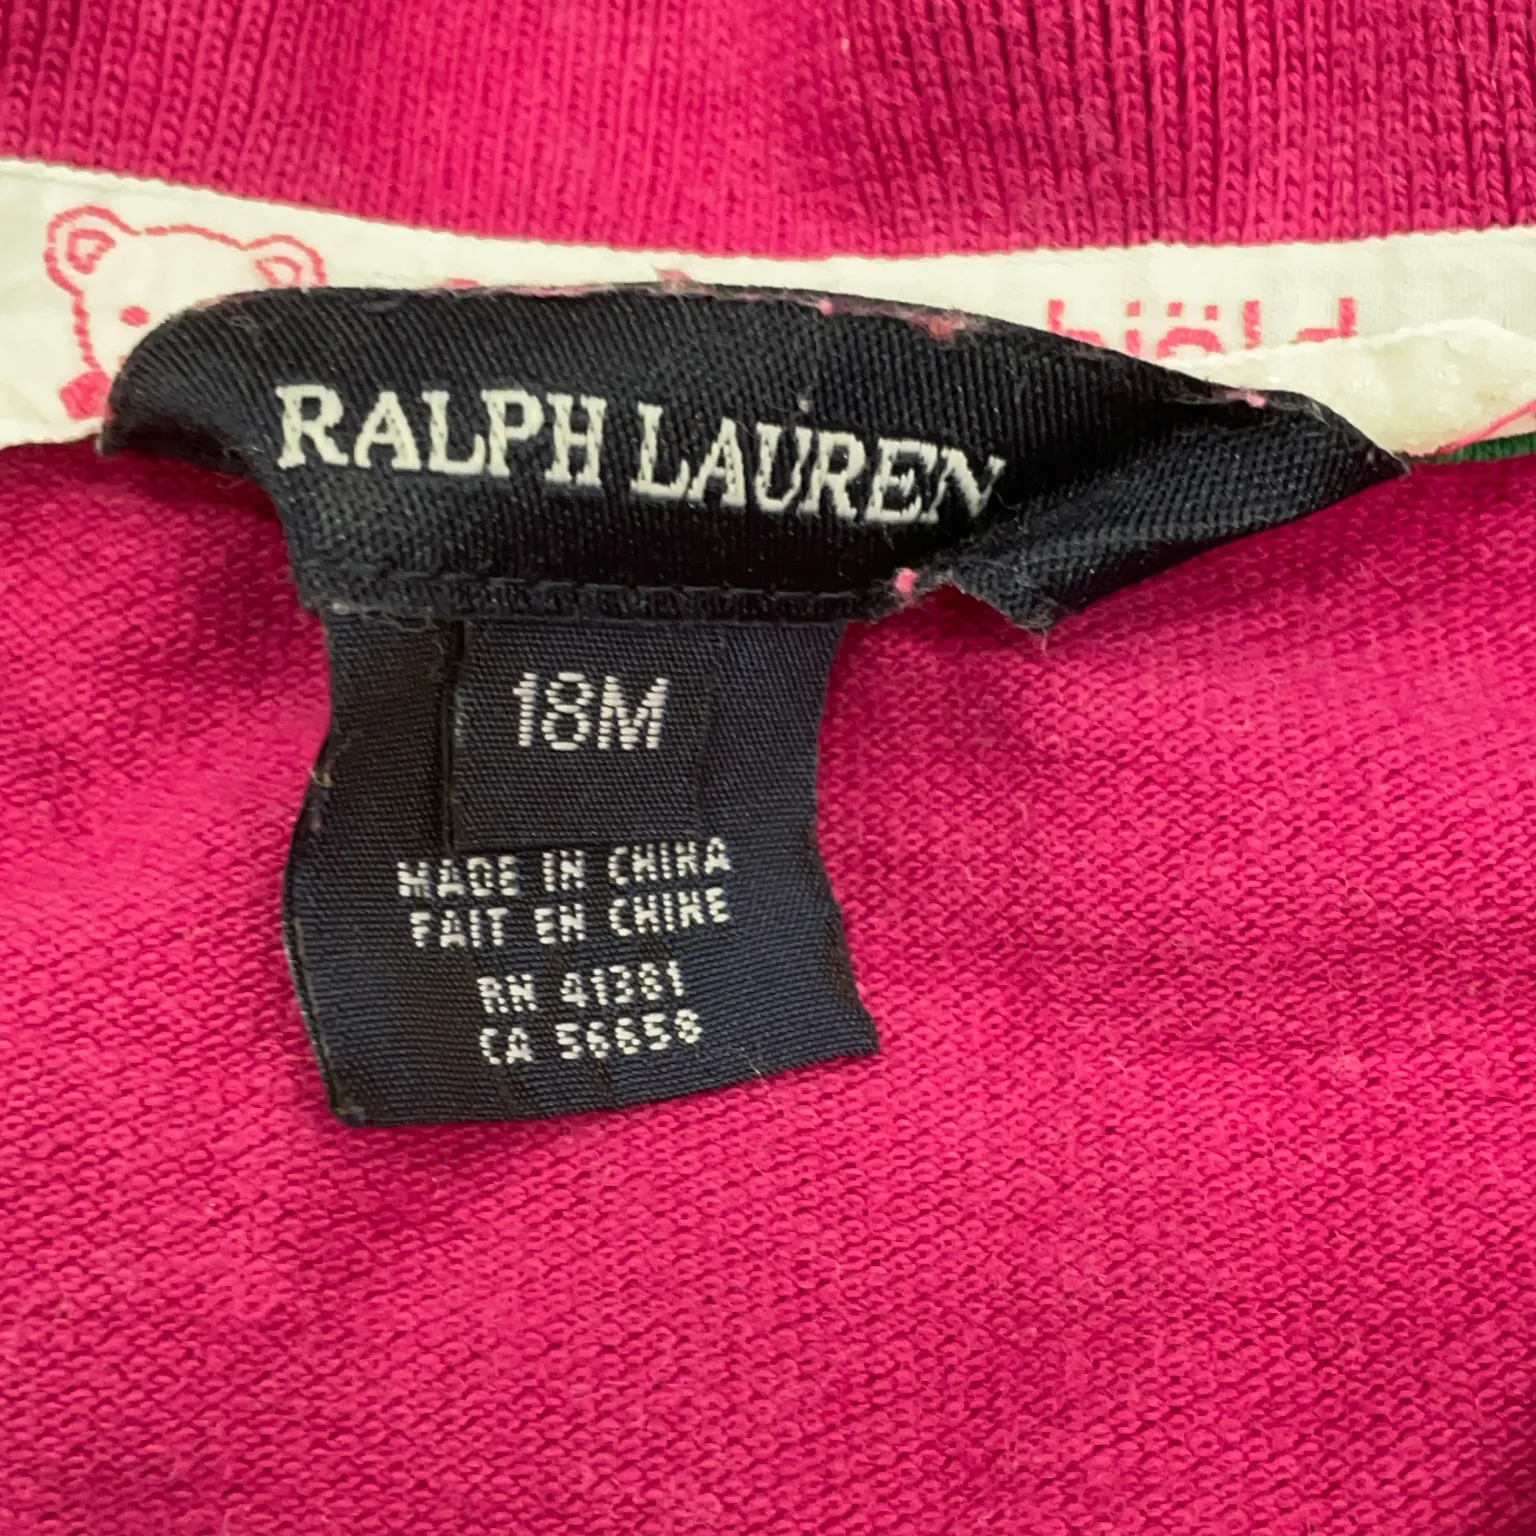 RALPH LAUREN
18M
MADE IN CHINA
FAIT EN CHINE
RN 41381
CA 56658